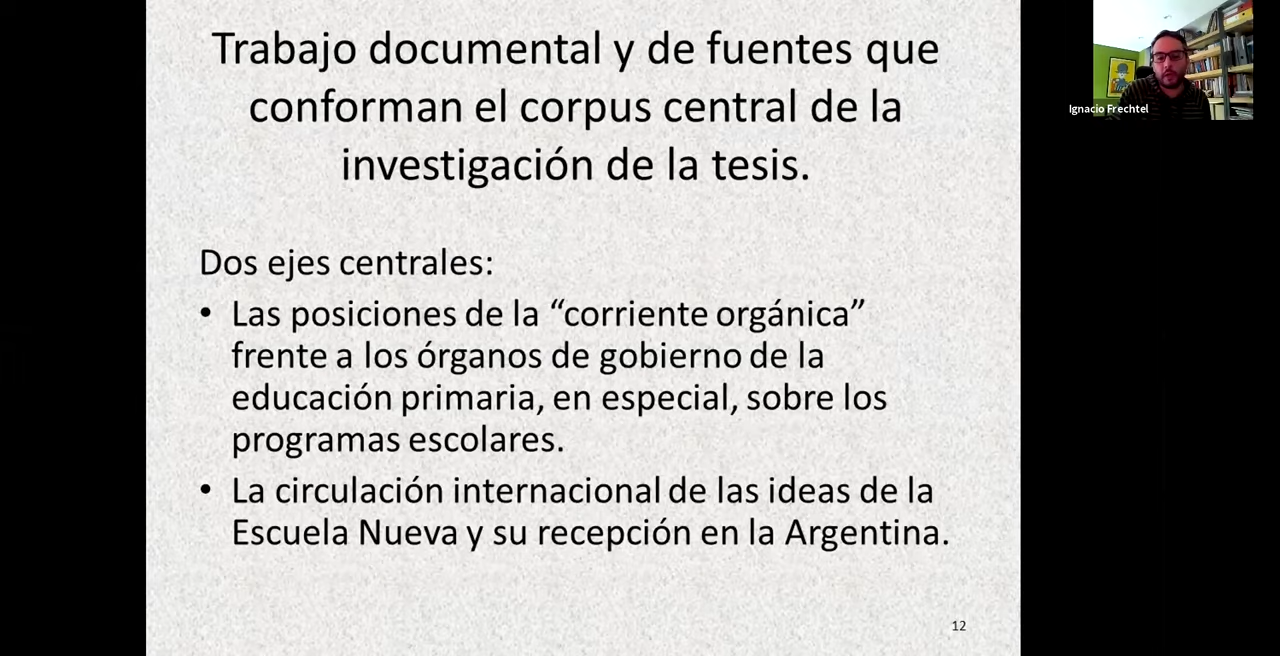 Trabajo documental y de fuentes que
conforman el corpus central de la
investigación de la tesis.
Dos ejes centrales:
• Las posiciones de la “corriente orgánica”
frente a los órganos de gobierno de la
educación primaria, en especial, sobre los
programas escolares.
• La circulación internacional de las ideas de la
Escuela Nueva y su recepción en la Argentina.
12
Ignacio Frechtel